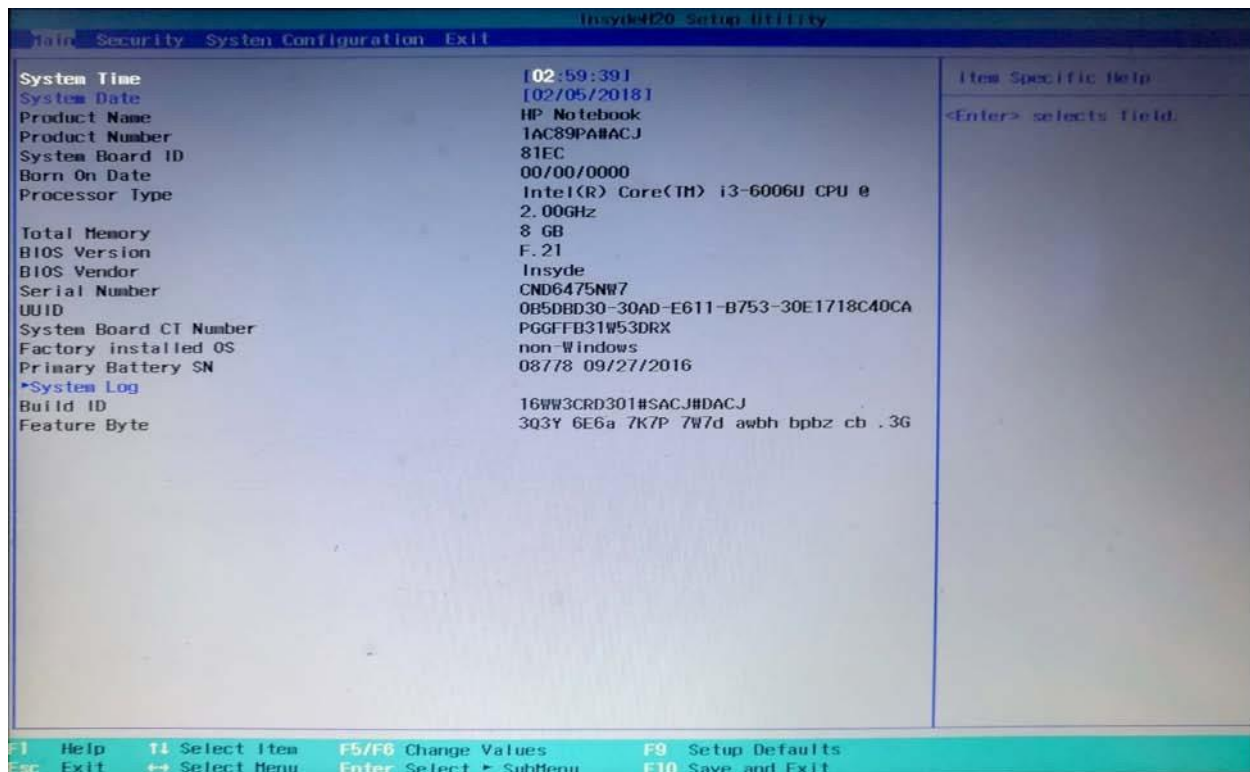 InsydeH20 Setup Utility
Main Security System Configuration Exit
System Time [02:59:39]
System Date [02/05/2018]
Product Name HP Notebook
Product Number 1AC89PA#ACJ
System Board ID 81EC
Born On Date 00/00/0000
Processor Type Intel(R) Core(TM) i3-6006U CPU @
2.00GHz
Total Memory 8 GB
BIOS Version F.21
BIOS Vendor Insyde
Serial Number CND6475NW7
UUID 0B5DBD30-30AD-E611-B753-30E1718C40CA
System Board CT Number PGGFFB31W53DRX
Factory installed OS non-Windows
Primary Battery SN 08778 09/27/2016
►System Log
Build ID 16WW3CRD301#SACJ#DACJ
Feature Byte 3Q3Y 6E6a 7K7P 7W7d awbh bpbz cb .3G
Item Specific Help
<Enter> selects field.
F1 Help ↑↓ Select Item F5/F6 Change Values F9 Setup Defaults
Esc Exit ↔ Select Menu Enter Select ► SubMenu F10 Save and Exit